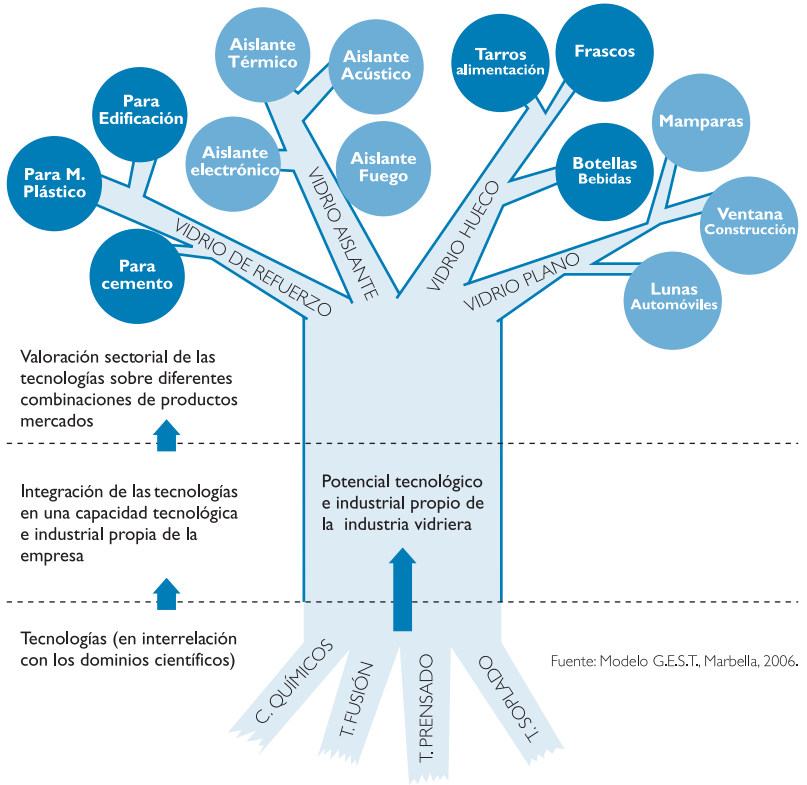 Aislante
Térmico
Aislante
Acústico
Tarros
alimentación
Frascos
Para
Edificación
Mamparas
Para M.
Plástico
Aislante
electrónico
Aislante
Fuego
Botellas
Bebidas
Ventana
Construcción
Para
cemento
Lunas
Automóviles
VIDRIO DE REFUERZO
VIDRIO AISLANTE
VIDRIO HUECO
VIDRIO PLANO
Valoración sectorial de las
tecnologías sobre diferentes
combinaciones de productos
mercados
Integración de las tecnologías
en una capacidad tecnológica
e industrial propia de la
empresa
Potencial tecnológico
e industrial propio de
la industria vidriera
Tecnologías (en interrelación
con los dominios científicos)
C. QUÍMICOS
T. FUSIÓN
T. PRENSADO
T. SOPLADO
Fuente: Modelo G.E.S.T., Marbella, 2006.